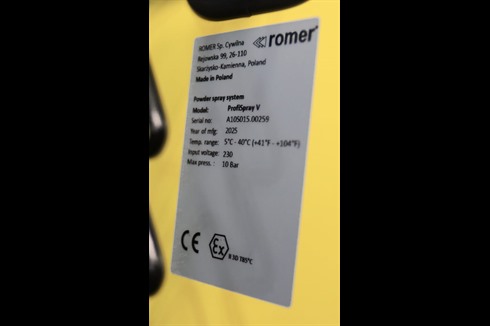 ROMER Sp. Cywilna
romer
Rejowska 99, 26-110
Skarżysko-Kamienna, Poland
Made in Poland
Powder spray system
Model: ProfiSpray V
Serial no: A105015.00259
Year of mfg: 2025
Temp. range: 5°C - 40°C (+41°F - +104°F)
Input voltage: 230
Max press.: 10 Bar
CE
Ex